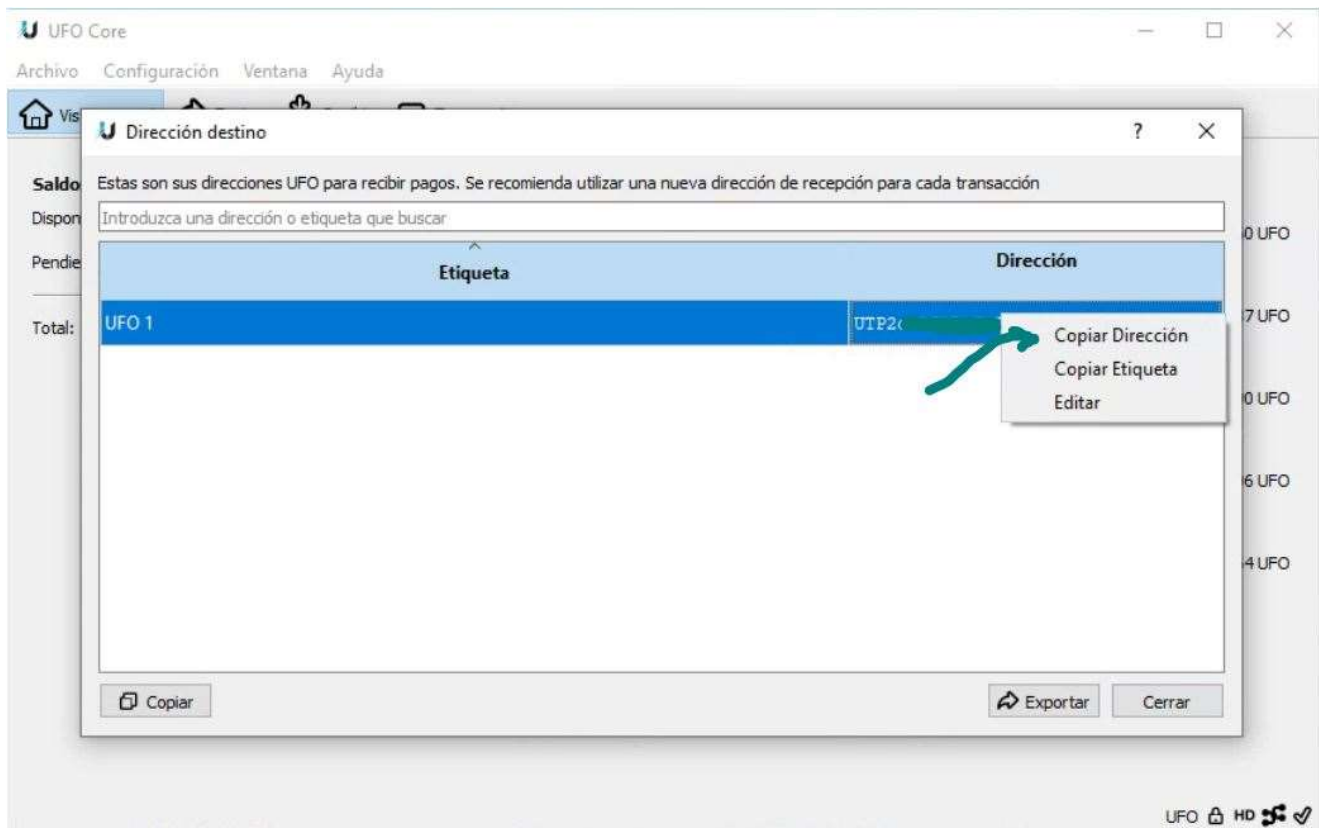 UFO Core
Archivo Configuración Ventana Ayuda
Vis
Dirección destino
Saldo
Estas son sus direcciones UFO para recibir pagos. Se recomienda utilizar una nueva dirección de recepción para cada transacción
Dispon
Introduzca una dirección o etiqueta que buscar
0 UFO
Pendie
Etiqueta Dirección
Total:
UFO 1 UTP2
7 UFO
Copiar Dirección
Copiar Etiqueta
Editar
0 UFO
6 UFO
4 UFO
Copiar Exportar Cerrar
UFO HD